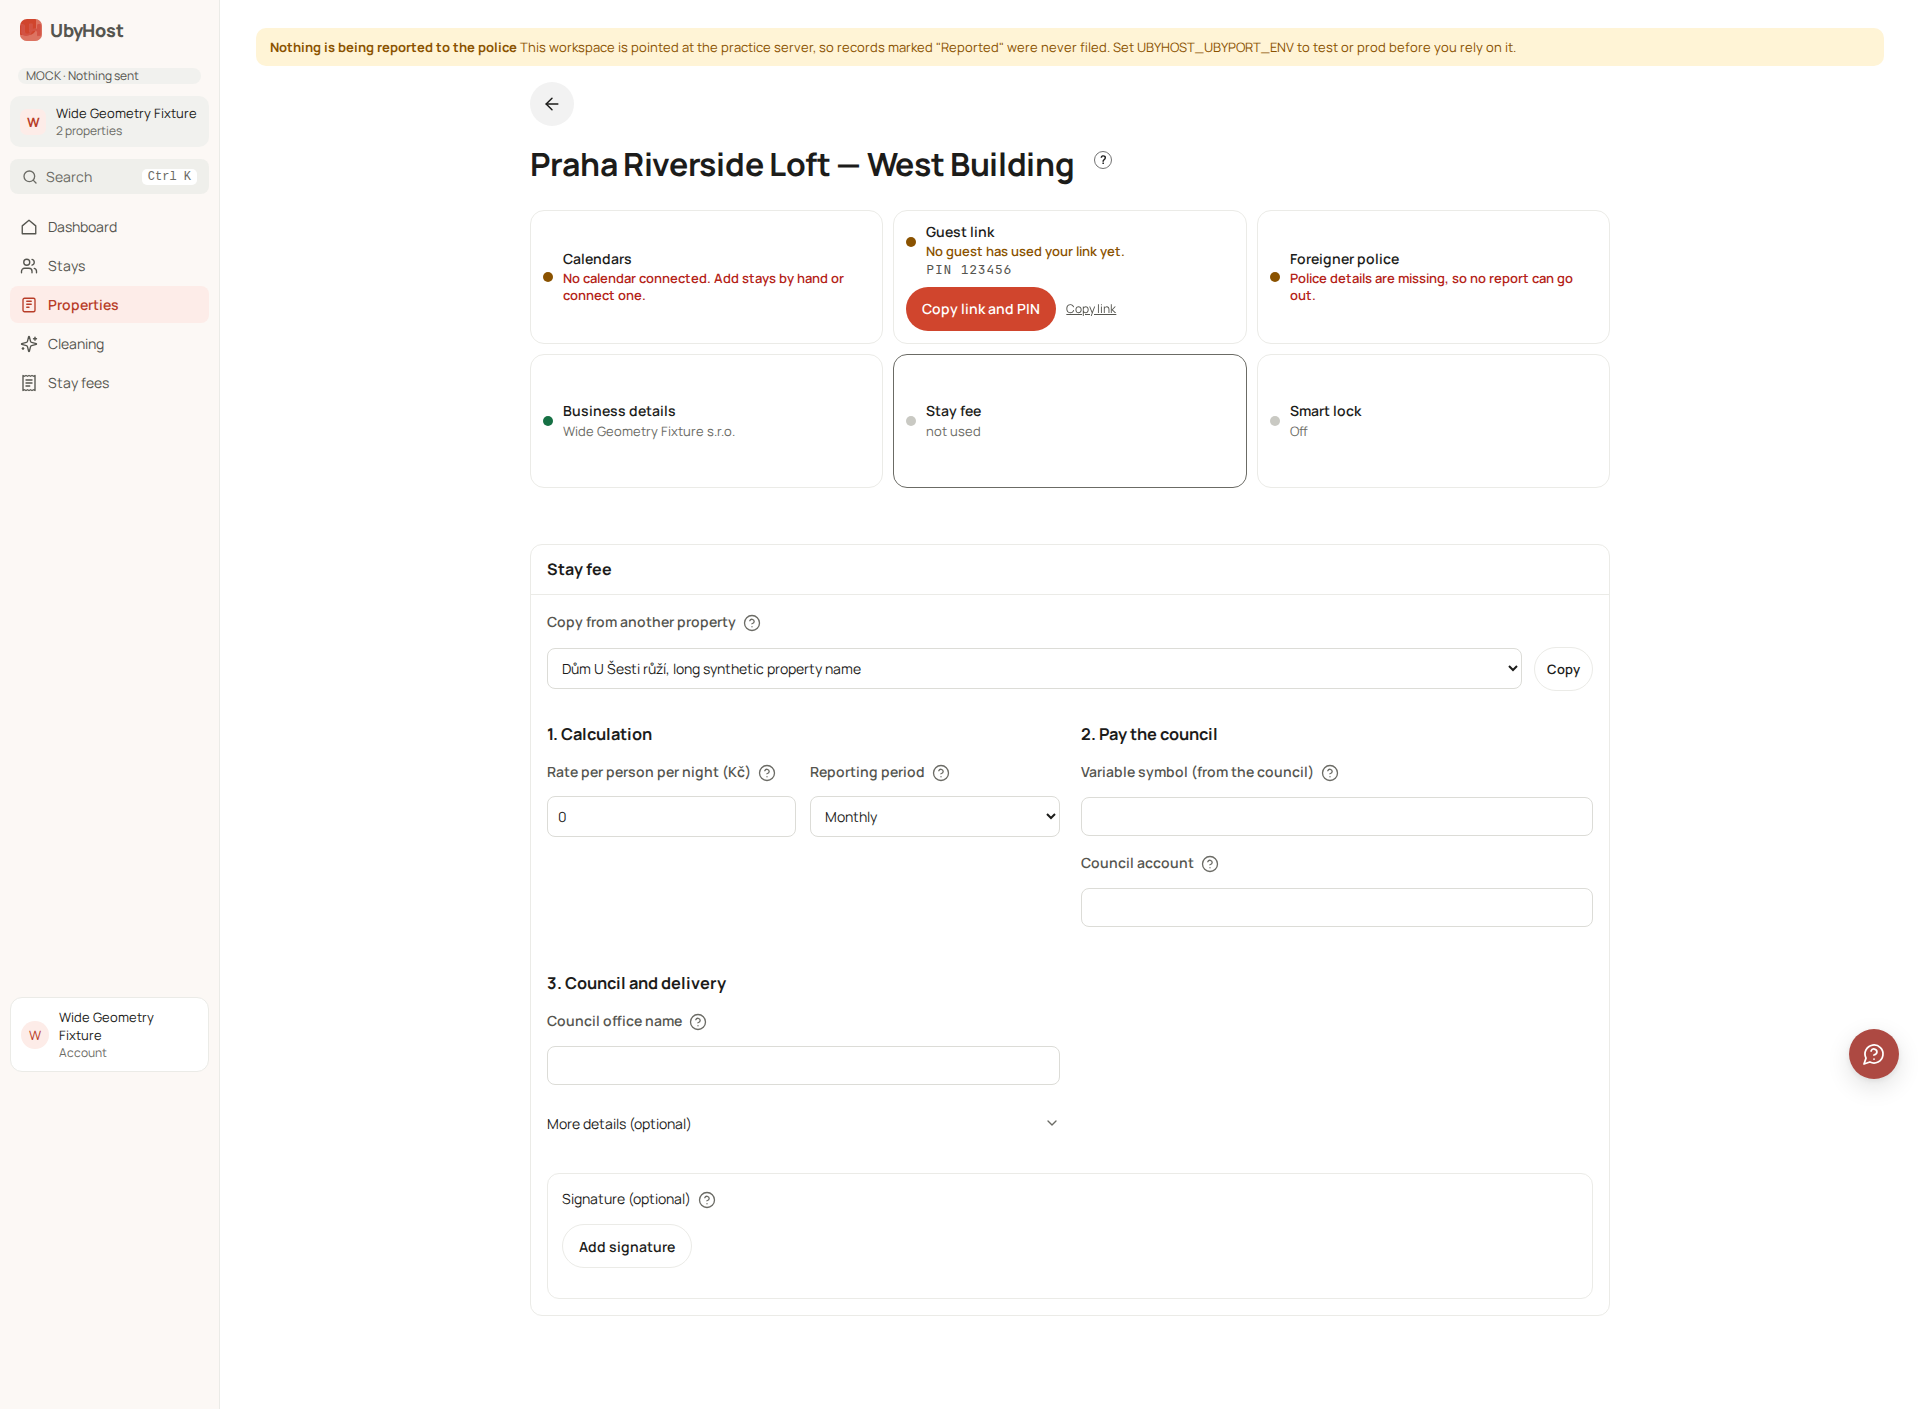 UbyHost
MOCK · Nothing sent
W
Wide Geometry Fixture
2 properties
Search
Ctrl K
Dashboard
Stays
Properties
Cleaning
Stay fees
W
Wide Geometry
Fixture
Account
Nothing is being reported to the police This workspace is pointed at the practice server, so records marked "Reported" were never filed. Set UBYHOST_UBYPORT_ENV to test or prod before you rely on it.
Praha Riverside Loft — West Building ?
Calendars
No calendar connected. Add stays by hand or
connect one.
Guest link
No guest has used your link yet.
PIN 123456
Copy link and PIN
Copy link
Foreigner police
Police details are missing, so no report can go
out.
Business details
Wide Geometry Fixture s.r.o.
Stay fee
not used
Smart lock
Off
Stay fee
Copy from another property ?
Dům U Šesti růží, long synthetic property name
Copy
1. Calculation
Rate per person per night (Kč) ?
0
Reporting period ?
Monthly
2. Pay the council
Variable symbol (from the council) ?
Council account ?
3. Council and delivery
Council office name ?
More details (optional)
Signature (optional) ?
Add signature
?